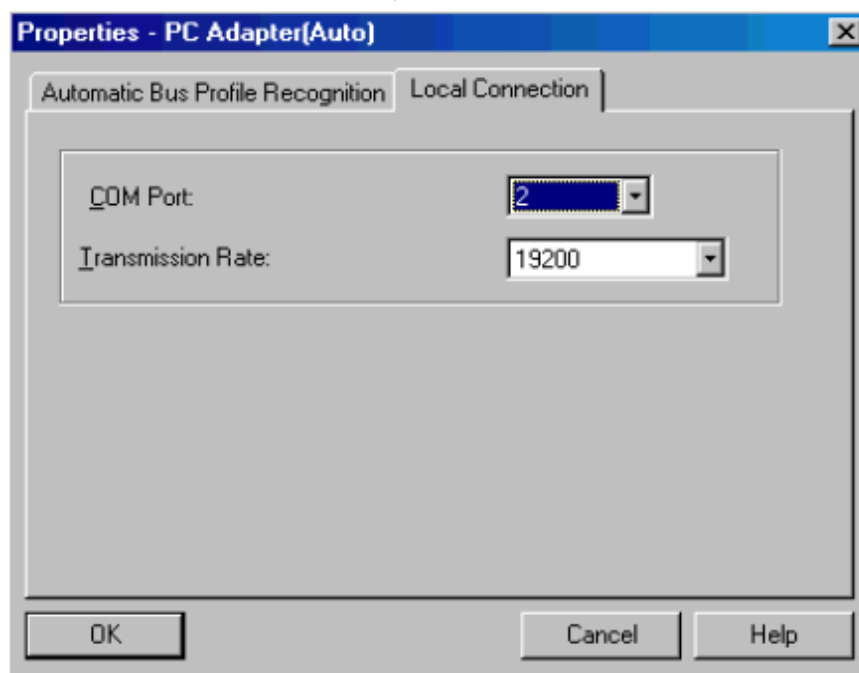 Properties - PC Adapter(Auto)
Automatic Bus Profile Recognition Local Connection
COM Port: 2
Transmission Rate: 19200
OK Cancel Help